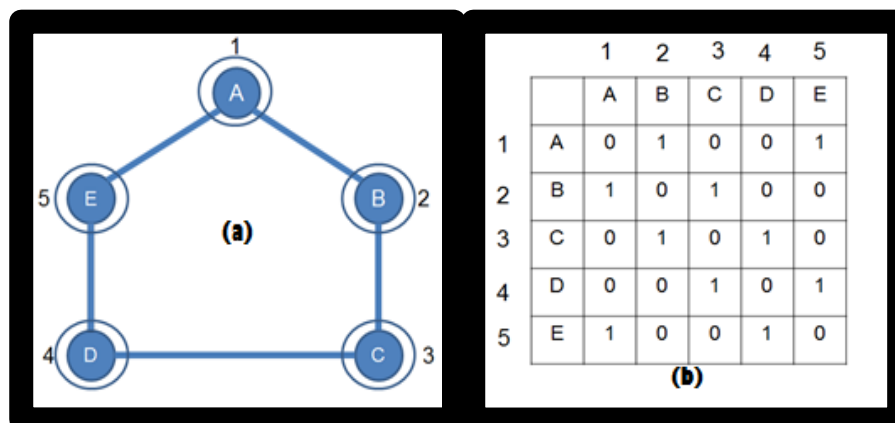 1
A
5 E B 2
(a)
4 D C 3
1 2 3 4 5
A B C D E
1 A 0 1 0 0 1
2 B 1 0 1 0 0
3 C 0 1 0 1 0
4 D 0 0 1 0 1
5 E 1 0 0 1 0
(b)